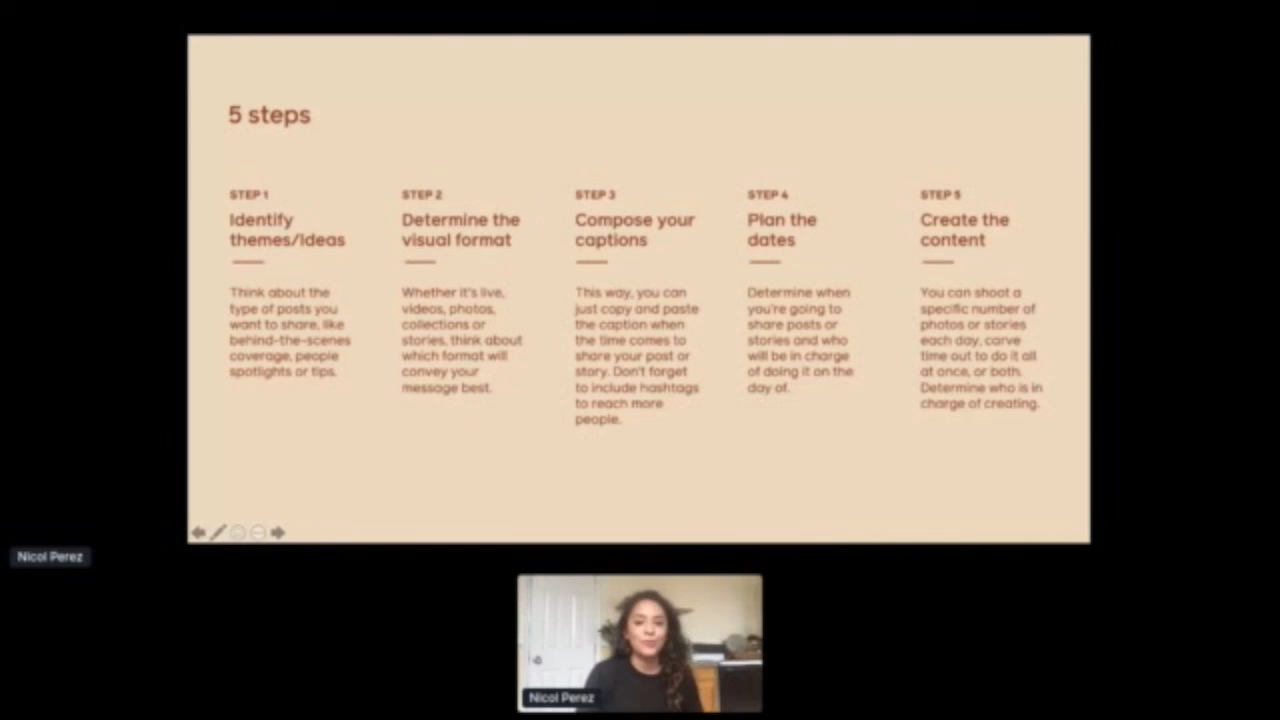 5 steps
STEP 1
Identify
themes/ideas
Think about the
type of posts you
want to share, like
behind-the-scenes
coverage, people
spotlights or tips.
STEP 2
Determine the
visual format
Whether it's live,
videos, photos,
collections or
stories, think about
which format will
convey your
message best.
STEP 3
Compose your
captions
This way, you can
just copy and paste
the caption when
the time comes to
share your post or
story. Don't forget
to include hashtags
to reach more
people.
STEP 4
Plan the
dates
Determine when
you're going to
share posts or
stories and who
will be in charge
of doing it on the
day of.
STEP 5
Create the
content
You can shoot a
specific number of
photos or stories
each day, carve
time out to do it all
at once, or both.
Determine who is in
charge of creating.
Nicol Perez
Nicol Perez